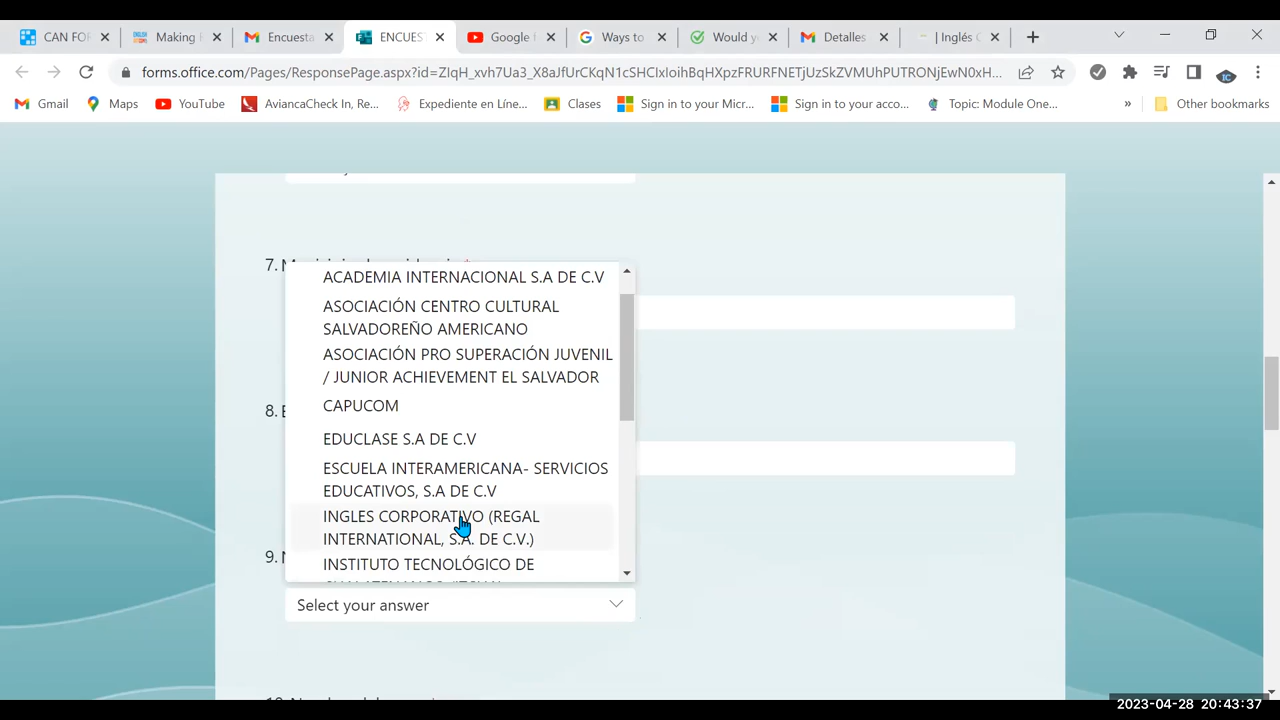 CAN FOR
Making E
Encuesta
ENCUES
Google F
Ways to
Would y
Detalles
| Inglés C
forms.office.com/Pages/ResponsePage.aspx?id=ZIqH_xvh7Ua3_X8aJfUrCKqN1cSHCIxIoihBqHXpzFRURFNETjUzSkZVMUhPUTRONjEwN0xH...
Gmail
Maps
YouTube
AviancaCheck In, Re...
Expediente en Líne...
Clases
Sign in to your Micr...
Sign in to your acco...
Topic: Module One...
»
Other bookmarks
7.
ACADEMIA INTERNACIONAL S.A DE C.V
ASOCIACIÓN CENTRO CULTURAL
SALVADOREÑO AMERICANO
ASOCIACIÓN PRO SUPERACIÓN JUVENIL
/ JUNIOR ACHIEVEMENT EL SALVADOR
CAPUCOM
8. E
EDUCLASE S.A DE C.V
ESCUELA INTERAMERICANA- SERVICIOS
EDUCATIVOS, S.A DE C.V
INGLES CORPORATIVO (REGAL
INTERNATIONAL, S.A. DE C.V.)
9. N
INSTITUTO TECNOLÓGICO DE
Select your answer
2023-04-28 20:43:37